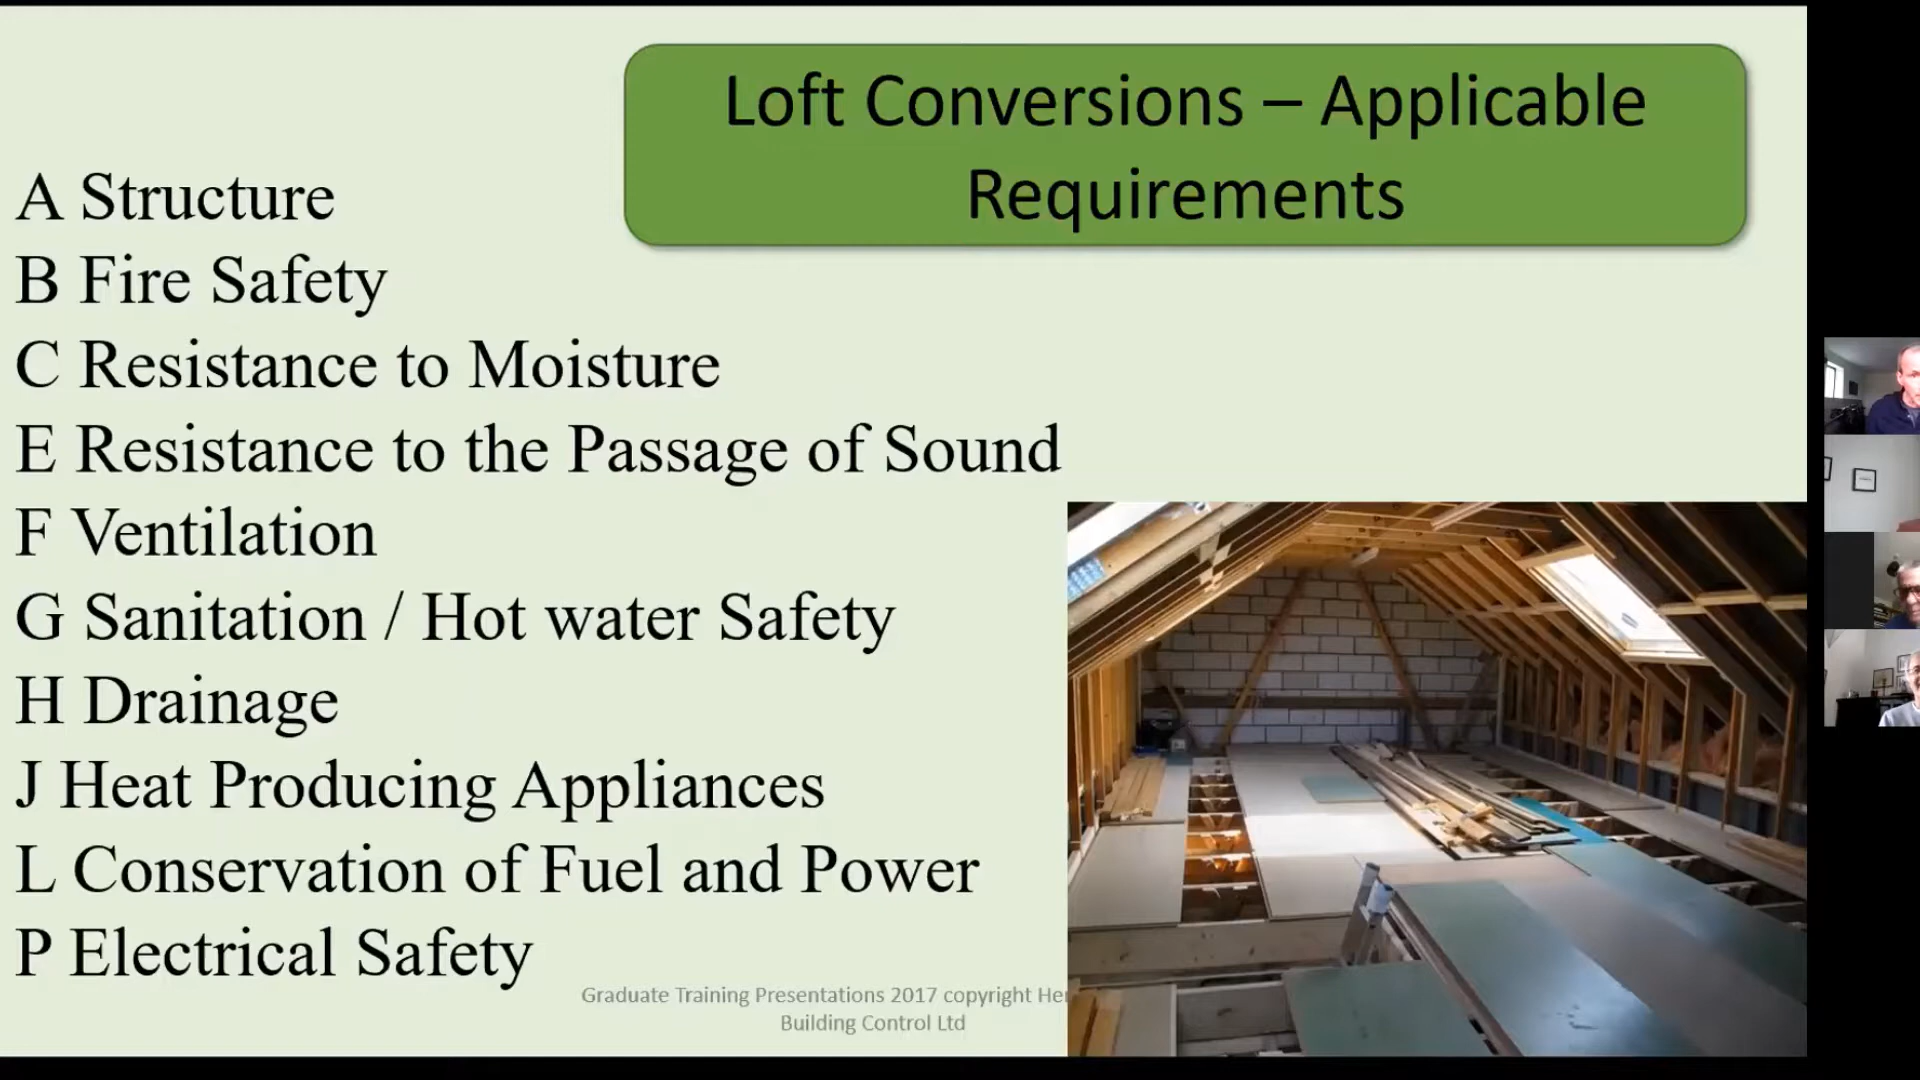 Loft Conversions – Applicable
Requirements
A Structure
B Fire Safety
C Resistance to Moisture
E Resistance to the Passage of Sound
F Ventilation
G Sanitation / Hot water Safety
H Drainage
J Heat Producing Appliances
L Conservation of Fuel and Power
P Electrical Safety
Graduate Training Presentations 2017 copyright
Building Control Ltd